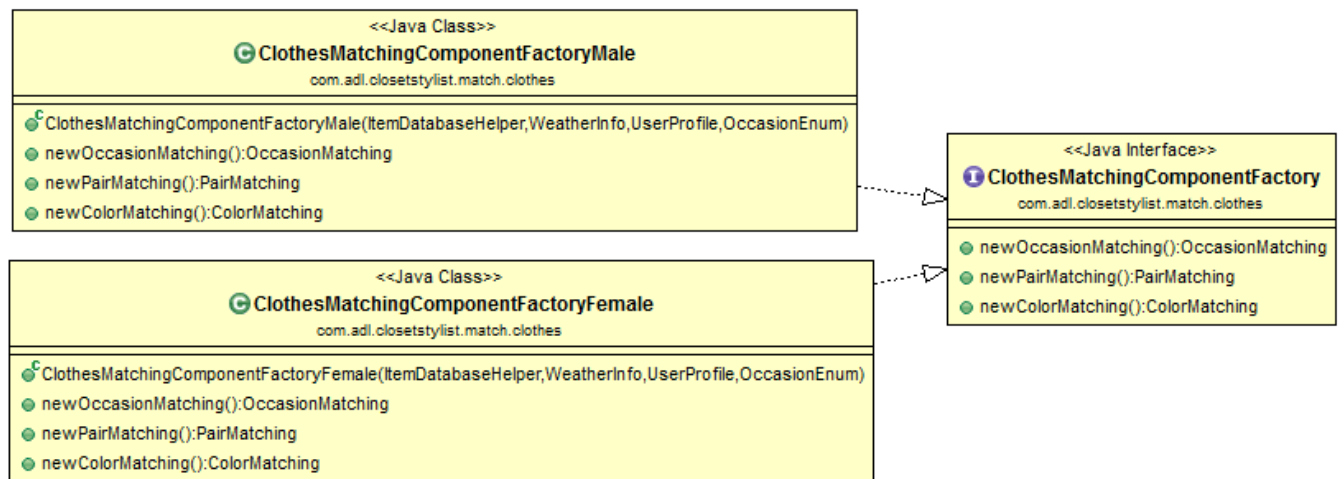 <<Java Class>>
ClothesMatchingComponentFactoryMale
com.adl.closetstylist.match.clothes
ClothesMatchingComponentFactoryMale(ItemDatabaseHelper,WeatherInfo,UserProfile,OccasionEnum)
newOccasionMatching():OccasionMatching
newPairMatching():PairMatching
newColorMatching():ColorMatching
<<Java Class>>
ClothesMatchingComponentFactoryFemale
com.adl.closetstylist.match.clothes
ClothesMatchingComponentFactoryFemale(ItemDatabaseHelper,WeatherInfo,UserProfile,OccasionEnum)
newOccasionMatching():OccasionMatching
newPairMatching():PairMatching
newColorMatching():ColorMatching
<<Java Interface>>
ClothesMatchingComponentFactory
com.adl.closetstylist.match.clothes
newOccasionMatching():OccasionMatching
newPairMatching():PairMatching
newColorMatching():ColorMatching